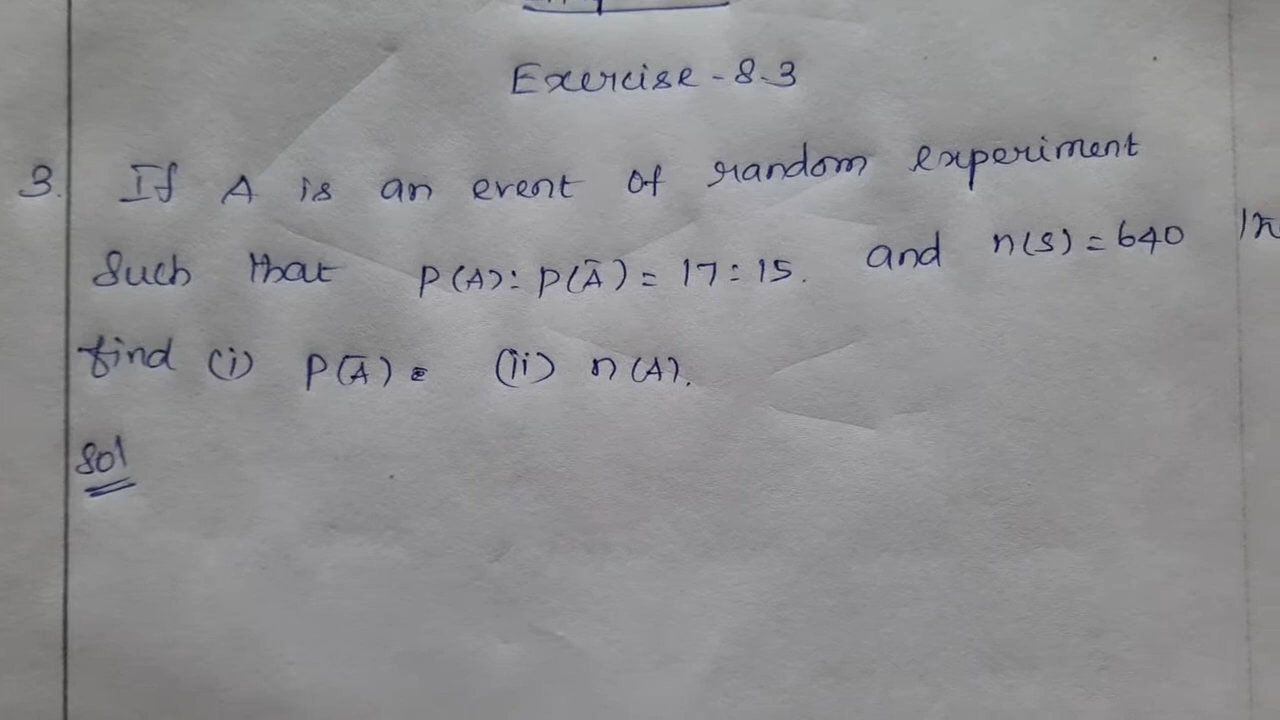 Exercise - 8.3
3. If A is an event of random experiment
Such that P(A) : P(Ā) = 17 : 15. and n(S) = 640
find (i) P(Ā) = (ii) n(A).
Sol